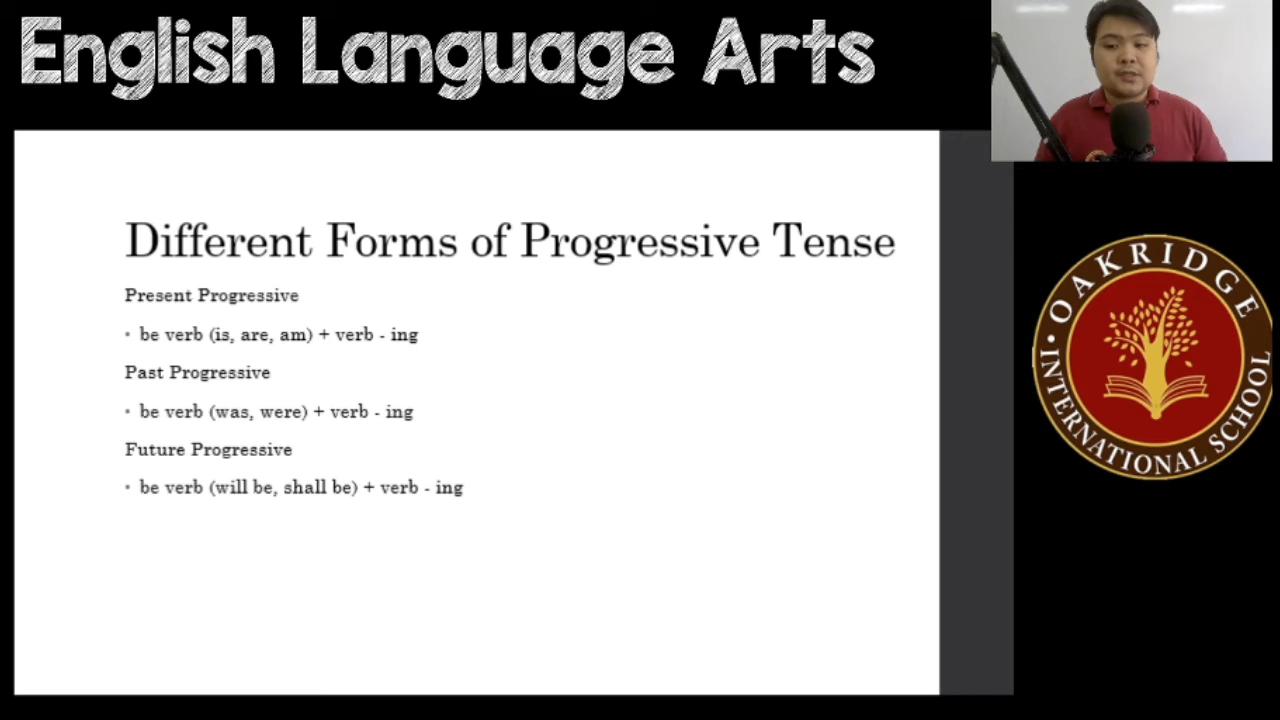 English Language Arts
Different Forms of Progressive Tense
Present Progressive
• be verb (is, are, am) + verb - ing
Past Progressive
• be verb (was, were) + verb - ing
Future Progressive
• be verb (will be, shall be) + verb - ing
OAKRIDGE
• INTERNATIONAL SCHOOL